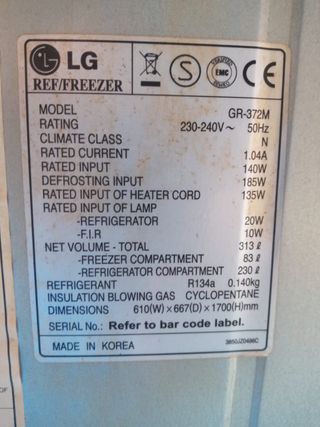 LG
REF/FREEZER
S
EMC
CE
MODEL GR-372M
RATING 230-240V~ 50Hz
CLIMATE CLASS N
RATED CURRENT 1.04A
RATED INPUT 140W
DEFROSTING INPUT 185W
RATED INPUT OF HEATER CORD 135W
RATED INPUT OF LAMP
-REFRIGERATOR 20W
-F.I.R 10W
NET VOLUME - TOTAL 313 ℓ
-FREEZER COMPARTMENT 83 ℓ
-REFRIGERATOR COMPARTMENT 230 ℓ
REFRIGERANT R134a 0.140kg
INSULATION BLOWING GAS CYCLOPENTANE
DIMENSIONS 610(W)×667(D)×1700(H)mm
SERIAL No.: Refer to bar code label.
MADE IN KOREA 3850JZ0486C
OF